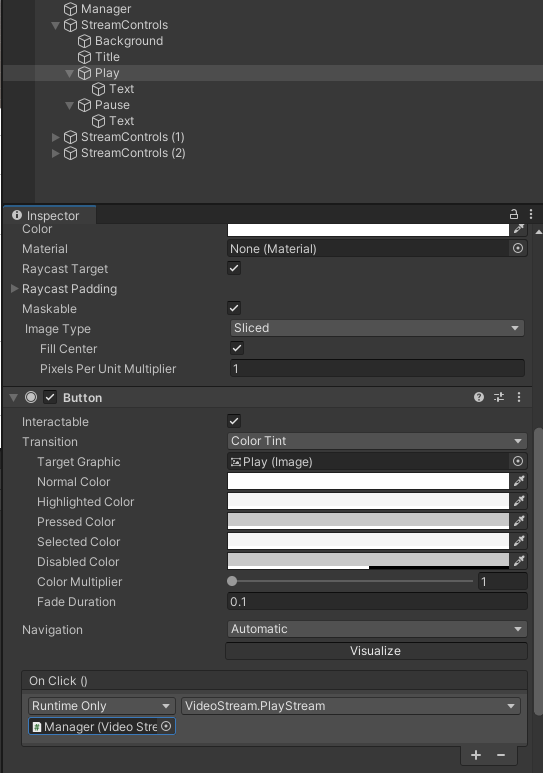 Manager
StreamControls
Background
Title
Play
Text
Pause
Text
StreamControls (1)
StreamControls (2)
Inspector
Color
Material None (Material)
Raycast Target
Raycast Padding
Maskable
Image Type Sliced
Fill Center
Pixels Per Unit Multiplier 1
Button
Interactable
Transition Color Tint
Target Graphic Play (Image)
Normal Color
Highlighted Color
Pressed Color
Selected Color
Disabled Color
Color Multiplier 1
Fade Duration 0.1
Navigation Automatic
Visualize
On Click ()
Runtime Only VideoStream.PlayStream
Manager (Video Stre